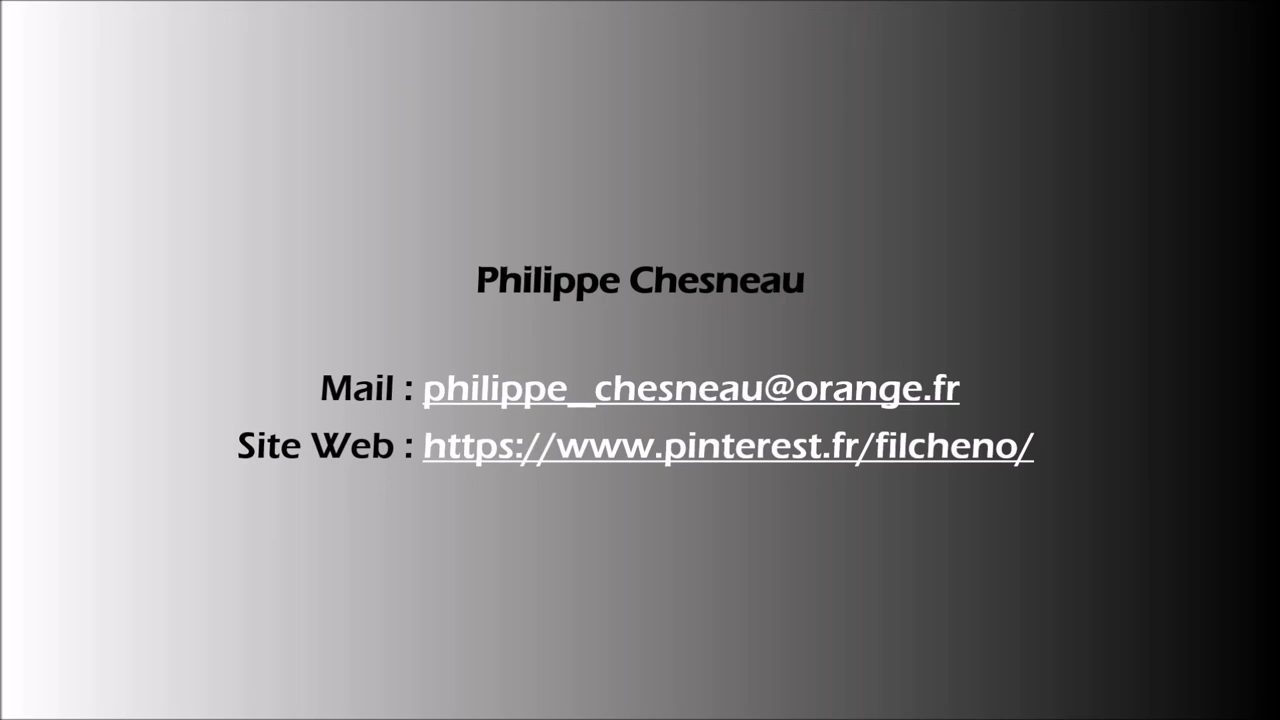 Philippe Chesneau
Mail : philippe_chesneau@orange.fr
Site Web : https://www.pinterest.fr/filcheno/